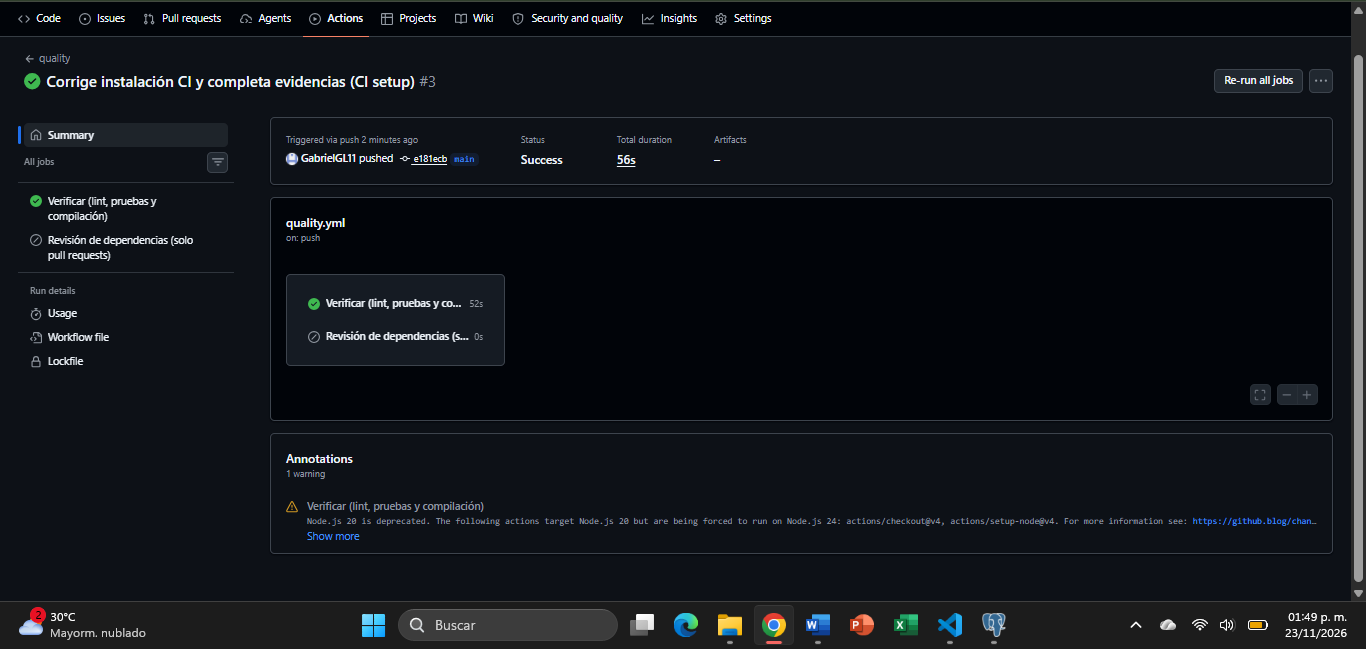 Code Issues Pull requests Agents Actions Projects Wiki Security and quality Insights Settings
quality
Corrige instalación CI y completa evidencias (CI setup) #3
Re-run all jobs
Summary
All jobs
Verificar (lint, pruebas y
compilación)
Revisión de dependencias (solo
pull requests)
Run details
Usage
Workflow file
Lockfile
Triggered via push 2 minutes ago
GabrielGL11 pushed e181ecb main
Status
Success
Total duration
56s
Artifacts
–
quality.yml
on: push
Verificar (lint, pruebas y co... 52s
Revisión de dependencias (s... 0s
Annotations
1 warning
Verificar (lint, pruebas y compilación)
Node.js 20 is deprecated. The following actions target Node.js 20 but are being forced to run on Node.js 24: actions/checkout@v4, actions/setup-node@v4. For more information see: https://github.blog/chan…
Show more
2
30°C
Mayorm. nublado
Buscar
01:49 p. m.
23/11/2026